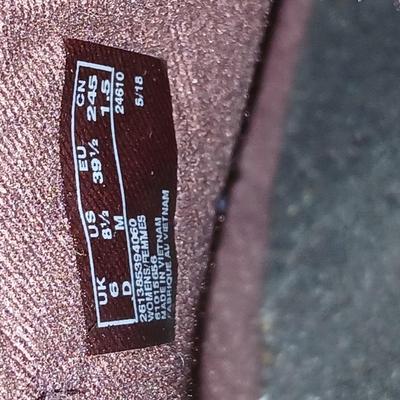 UK US EU CN
6 8½ 39½ 245
D M 1.5
261385394060 24610 5/18
WOMENS/FEMMES
MADE IN VIETNAM
FABRIQUE AU VIETNAM